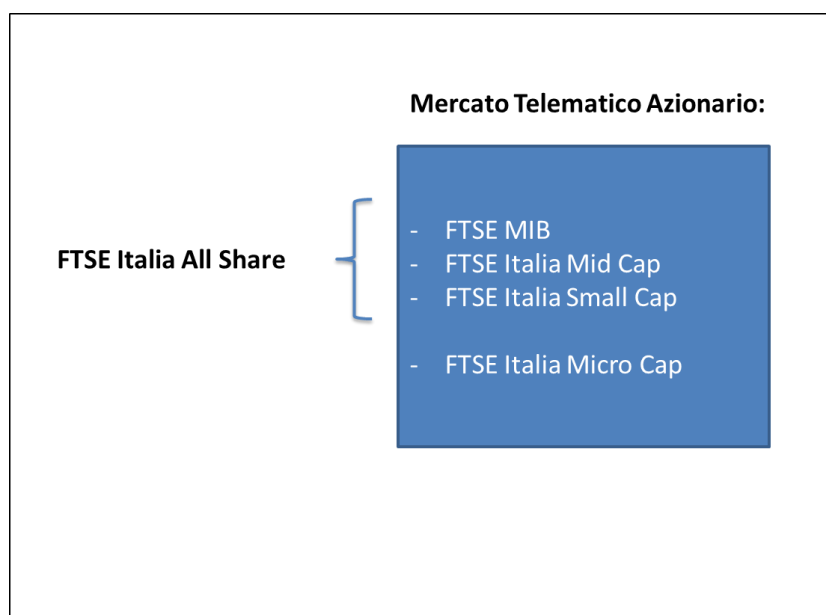 Mercato Telematico Azionario:
FTSE Italia All Share
- FTSE MIB
- FTSE Italia Mid Cap
- FTSE Italia Small Cap
- FTSE Italia Micro Cap